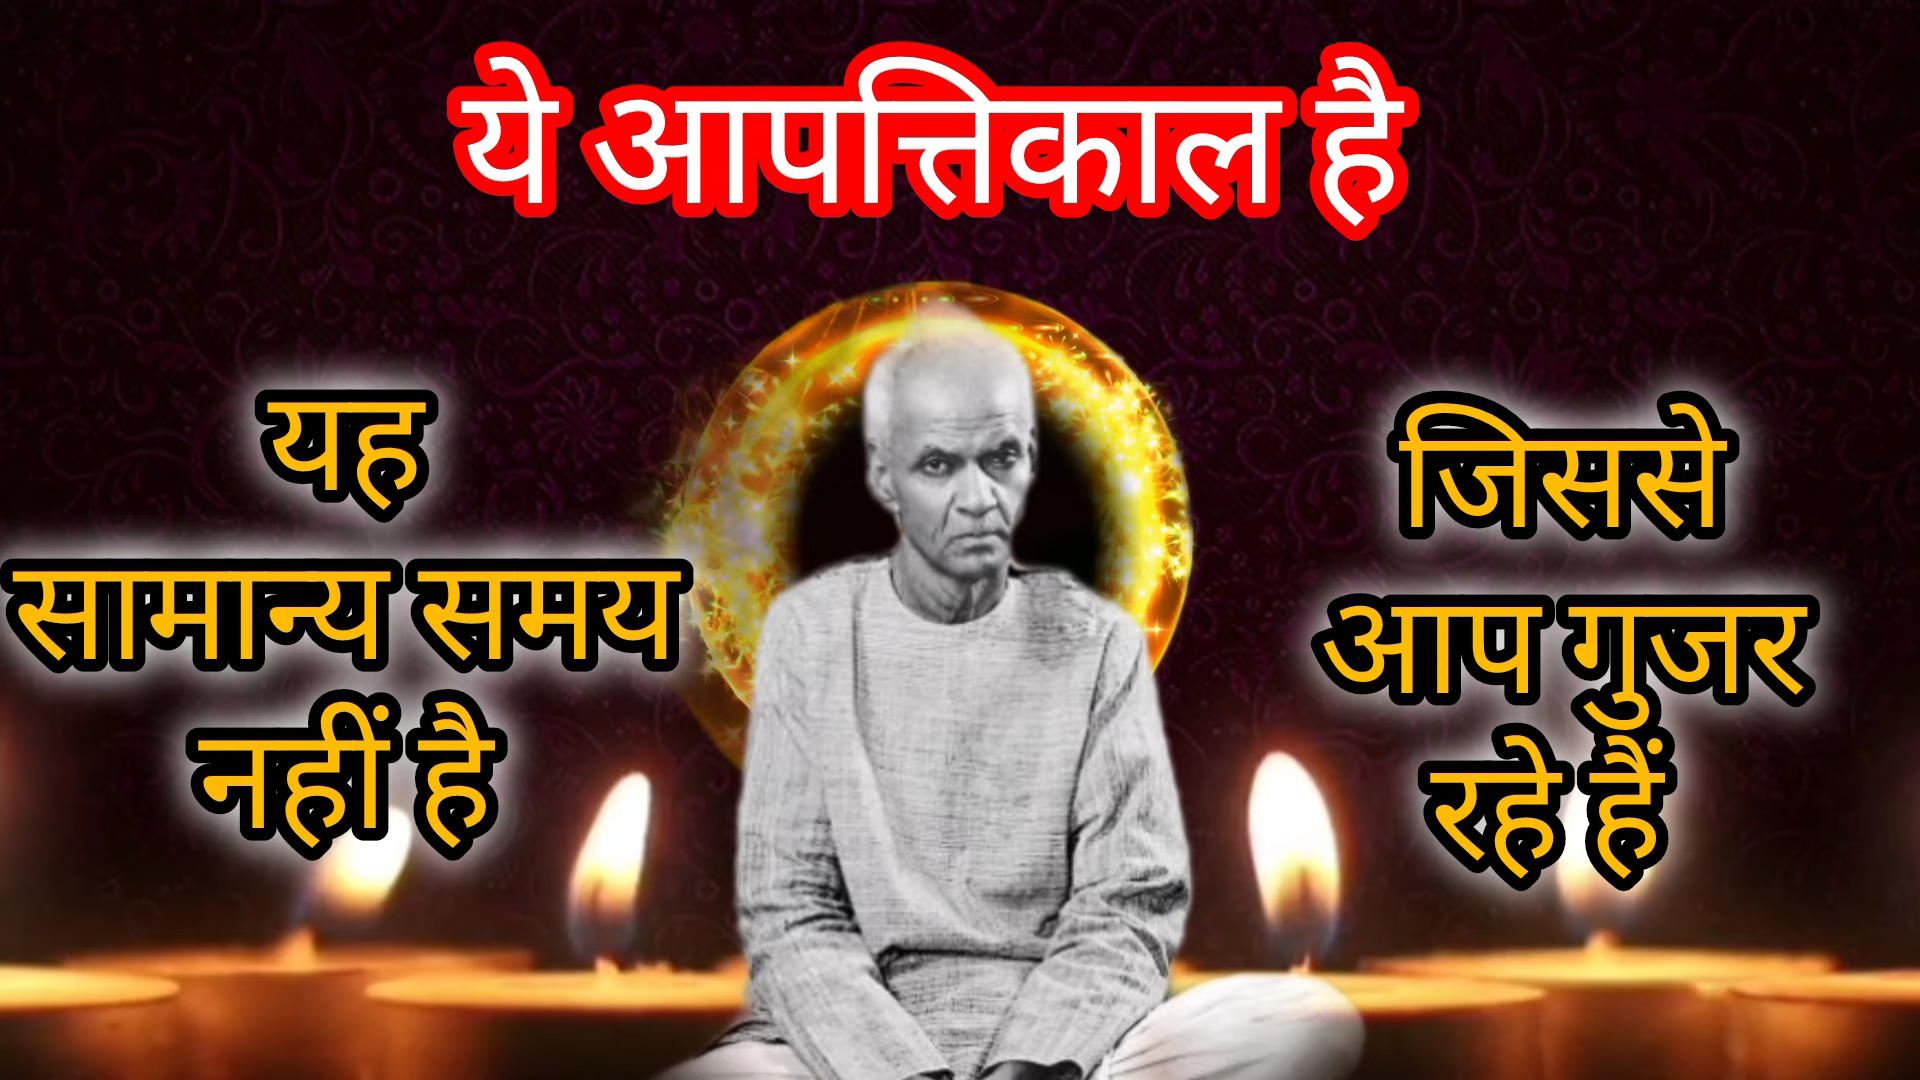 ये आपत्तिकाल है
यह
सामान्य समय
नहीं है
जिससे
आप गुजर
रहे हैं